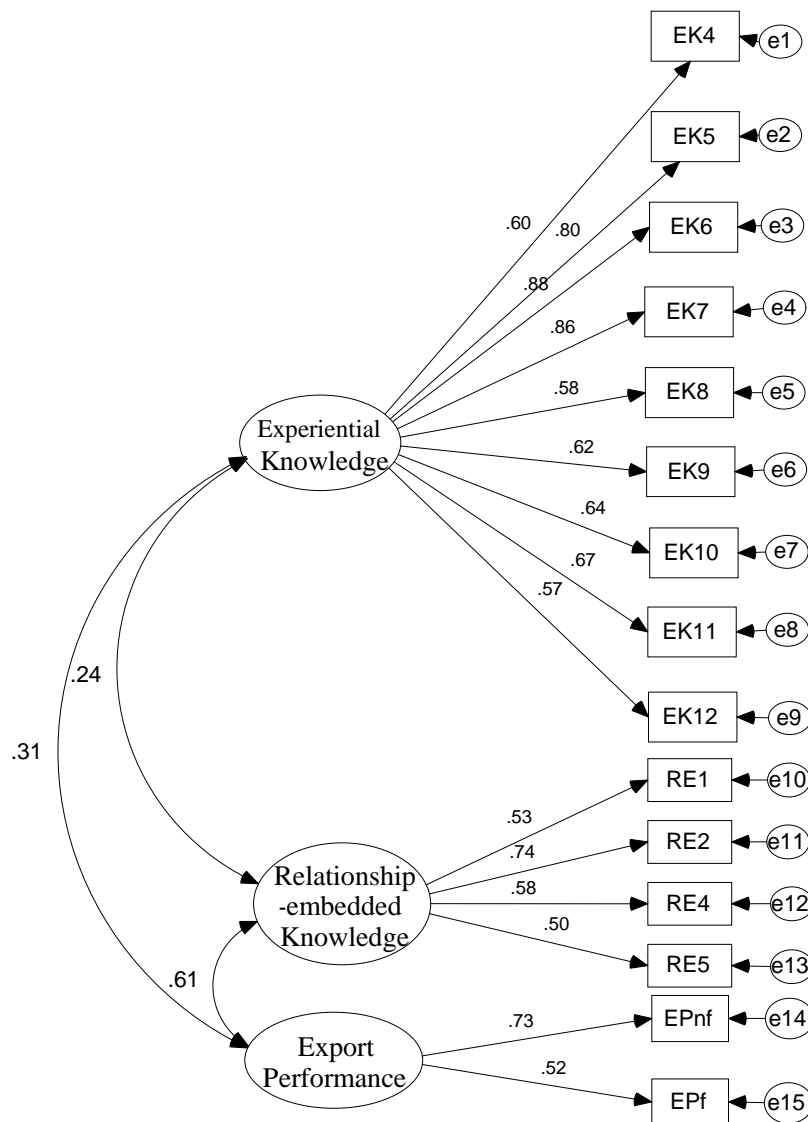 EK4
e1
EK5
e2
.60
.80
EK6
e3
.88
EK7
e4
.86
.58
EK8
e5
Experiential
Knowledge
.62
EK9
e6
.64
EK10
e7
.67
.57
EK11
e8
.24
EK12
e9
.31
RE1
e10
.53
RE2
e11
.74
Relationship
-embedded
Knowledge
.58
RE4
e12
.50
RE5
e13
.61
EPnf
e14
.73
Export
Performance
.52
EPf
e15